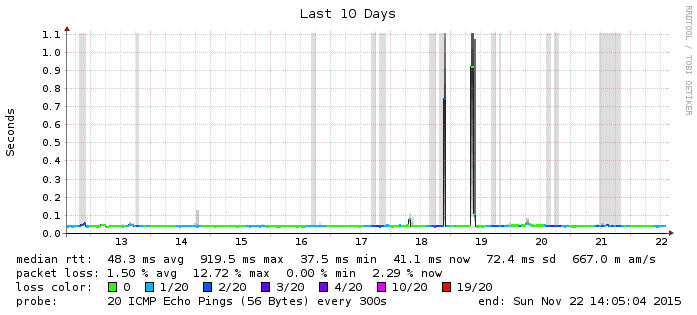 Last 10 Days
RRDTOOL / TOBI OETIKER
Seconds
1.1
1.0
0.9
0.8
0.7
0.6
0.5
0.4
0.3
0.2
0.1
0.0
13 14 15 16 17 18 19 20 21 22
median rtt: 48.3 ms avg 919.5 ms max 37.5 ms min 41.1 ms now 72.4 ms sd 667.0 m am/s
packet loss: 1.50 % avg 12.72 % max 0.00 % min 2.29 % now
loss color: 0 1/20 2/20 3/20 4/20 10/20 19/20
probe: 20 ICMP Echo Pings (56 Bytes) every 300s end: Sun Nov 22 14:05:04 2015